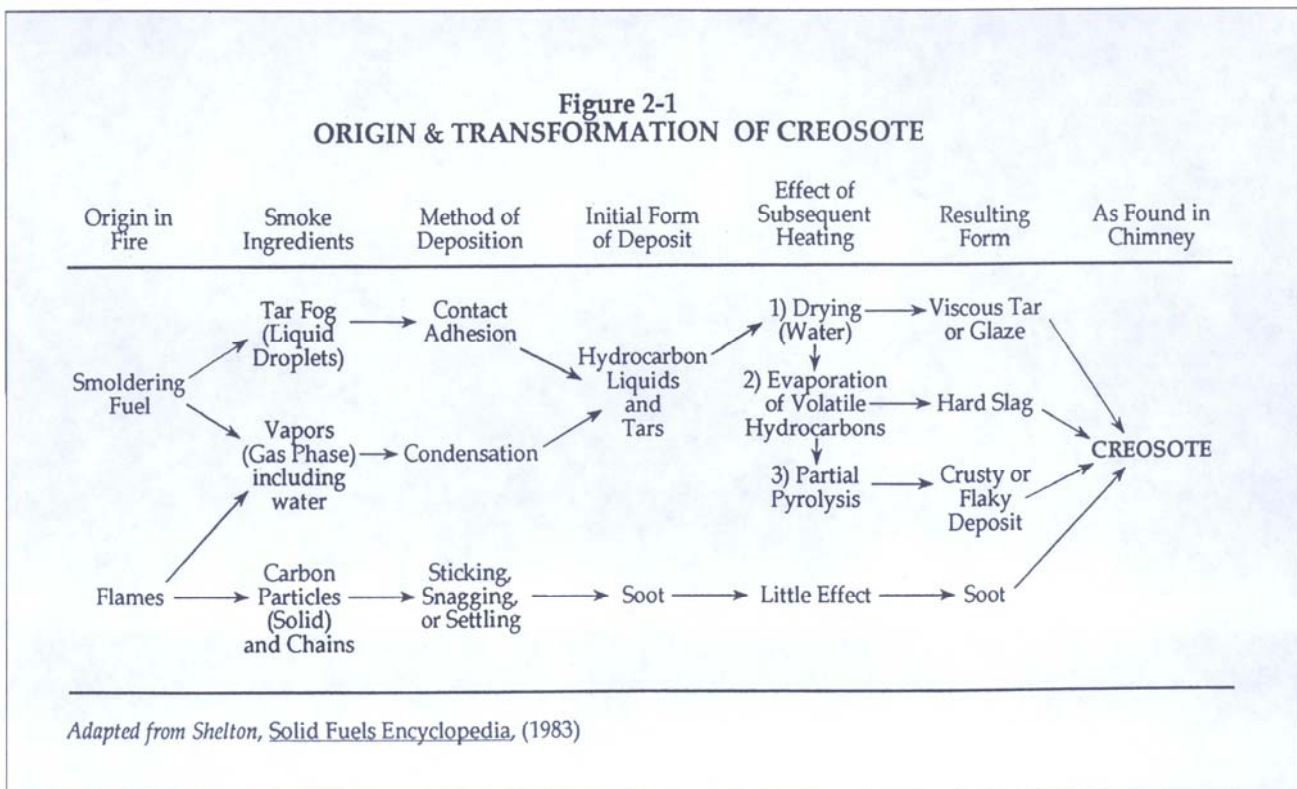 Figure 2-1
ORIGIN & TRANSFORMATION OF CREOSOTE
Origin in
Fire
Smoke
Ingredients
Method of
Deposition
Initial Form
of Deposit
Effect of
Subsequent
Heating
Resulting
Form
As Found in
Chimney
Smoldering
Fuel
Tar Fog
(Liquid
Droplets)
Contact
Adhesion
Vapors
(Gas Phase)
including
water
Condensation
Hydrocarbon
Liquids
and
Tars
1) Drying
(Water)
Viscous Tar
or Glaze
2) Evaporation
of Volatile
Hydrocarbons
Hard Slag
3) Partial
Pyrolysis
Crusty or
Flaky
Deposit
CREOSOTE
Flames
Carbon
Particles
(Solid)
and Chains
Sticking,
Snagging,
or Settling
Soot
Little Effect
Soot
Adapted from Shelton, Solid Fuels Encyclopedia, (1983)